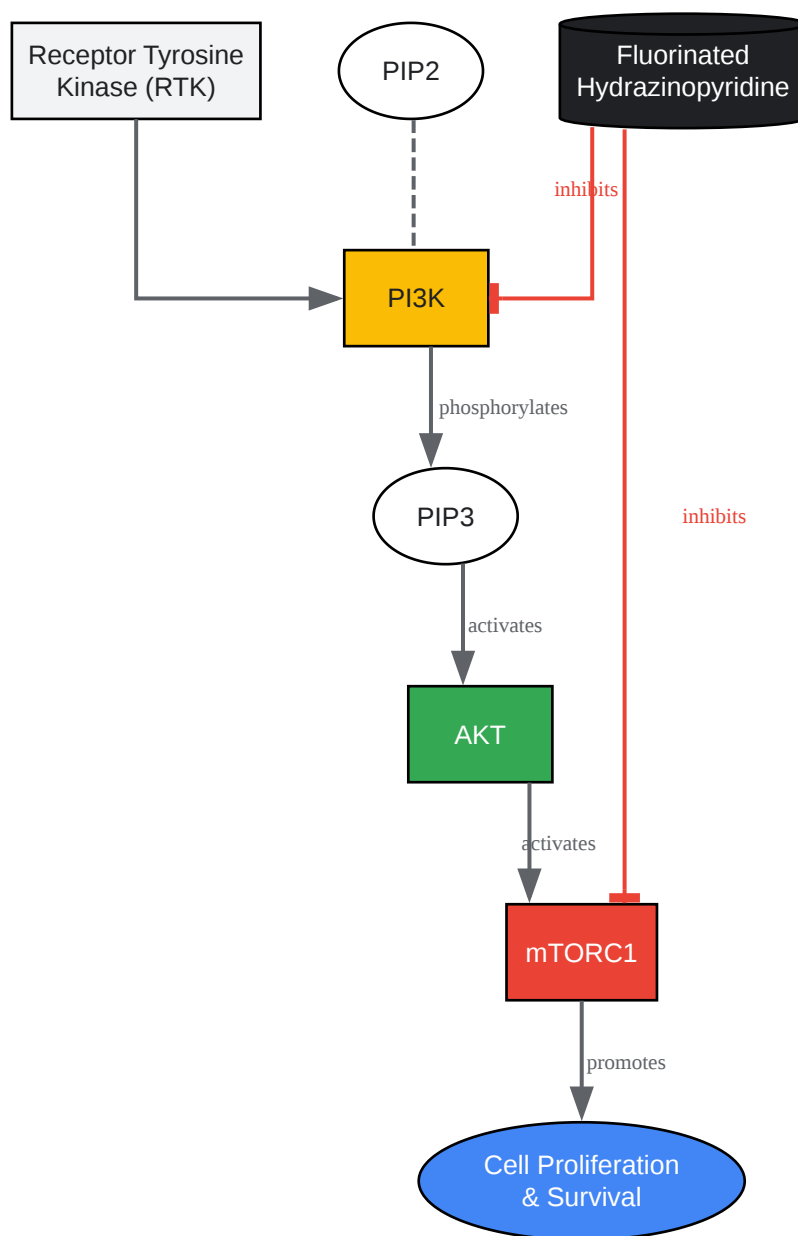 Receptor Tyrosine
Kinase (RTK)
PIP2
Fluorinated
Hydrazinopyridine
inhibits
PI3K
phosphorylates
PIP3
inhibits
activates
AKT
activates
mTORC1
promotes
Cell Proliferation
& Survival